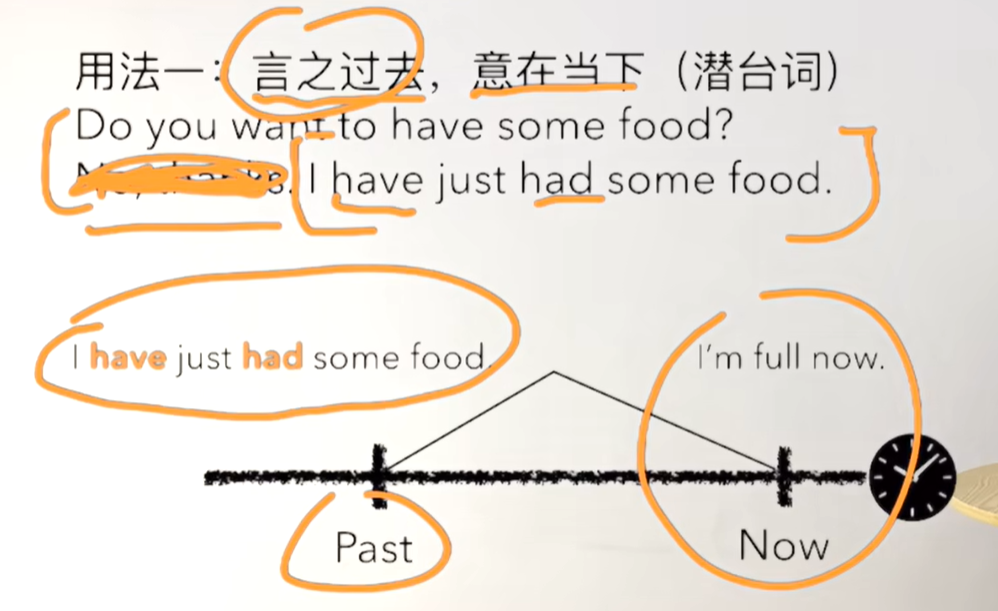 用法一：言之过去，意在当下（潜台词）
Do you want to have some food?
I have just had some food.
I have just had some food.
I'm full now.
Past
Now